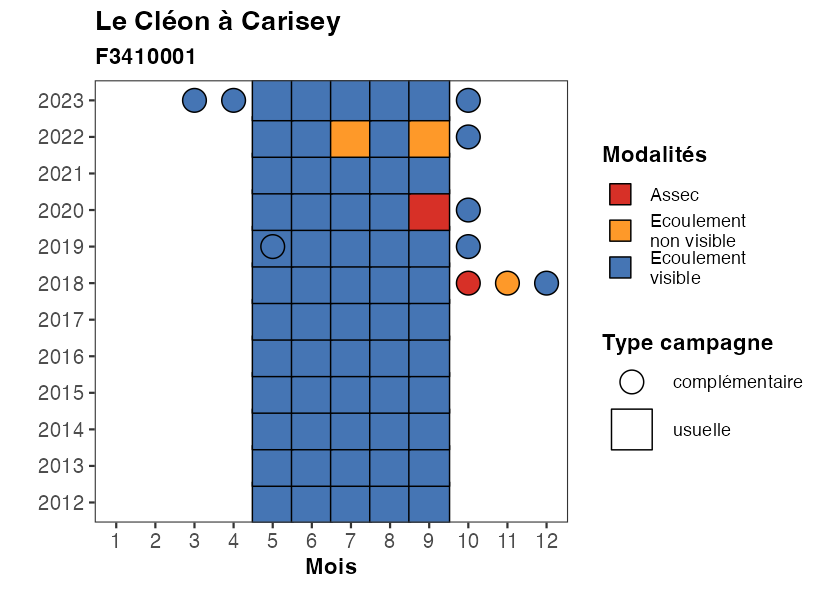 Le Cléon à Carisey
F3410001
2023
2022
2021
2020
2019
2018
2017
2016
2015
2014
2013
2012
1 2 3 4 5 6 7 8 9 10 11 12
Mois
Modalités
Assec
Ecoulement
non visible
Ecoulement
visible
Type campagne
complémentaire
usuelle